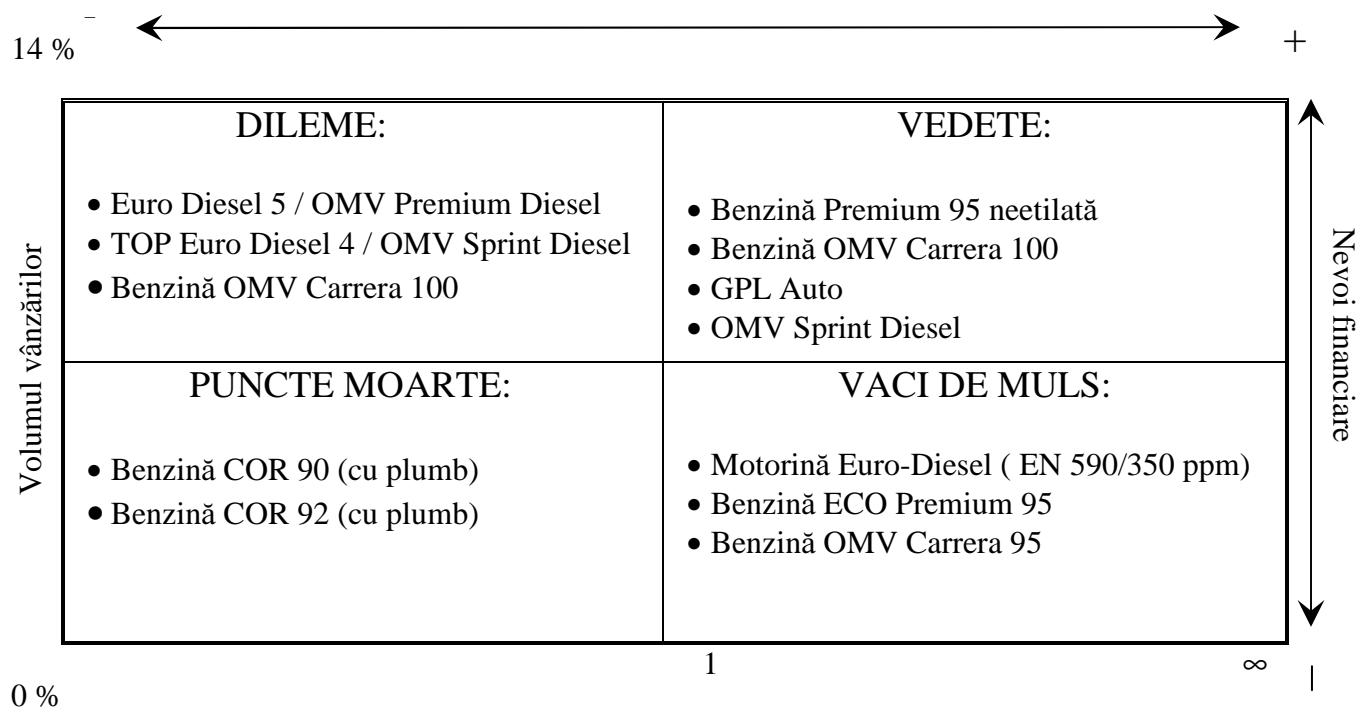 –
14 %
+
DILEME:
• Euro Diesel 5 / OMV Premium Diesel
• TOP Euro Diesel 4 / OMV Sprint Diesel
• Benzină OMV Carrera 100
VEDETE:
• Benzină Premium 95 neetilată
• Benzină OMV Carrera 100
• GPL Auto
• OMV Sprint Diesel
Volumul vânzărilor
Nevoi financiare
PUNCTE MOARTE:
• Benzină COR 90 (cu plumb)
• Benzină COR 92 (cu plumb)
VACI DE MULS:
• Motorină Euro-Diesel ( EN 590/350 ppm)
• Benzină ECO Premium 95
• Benzină OMV Carrera 95
1
∞
–
0 %